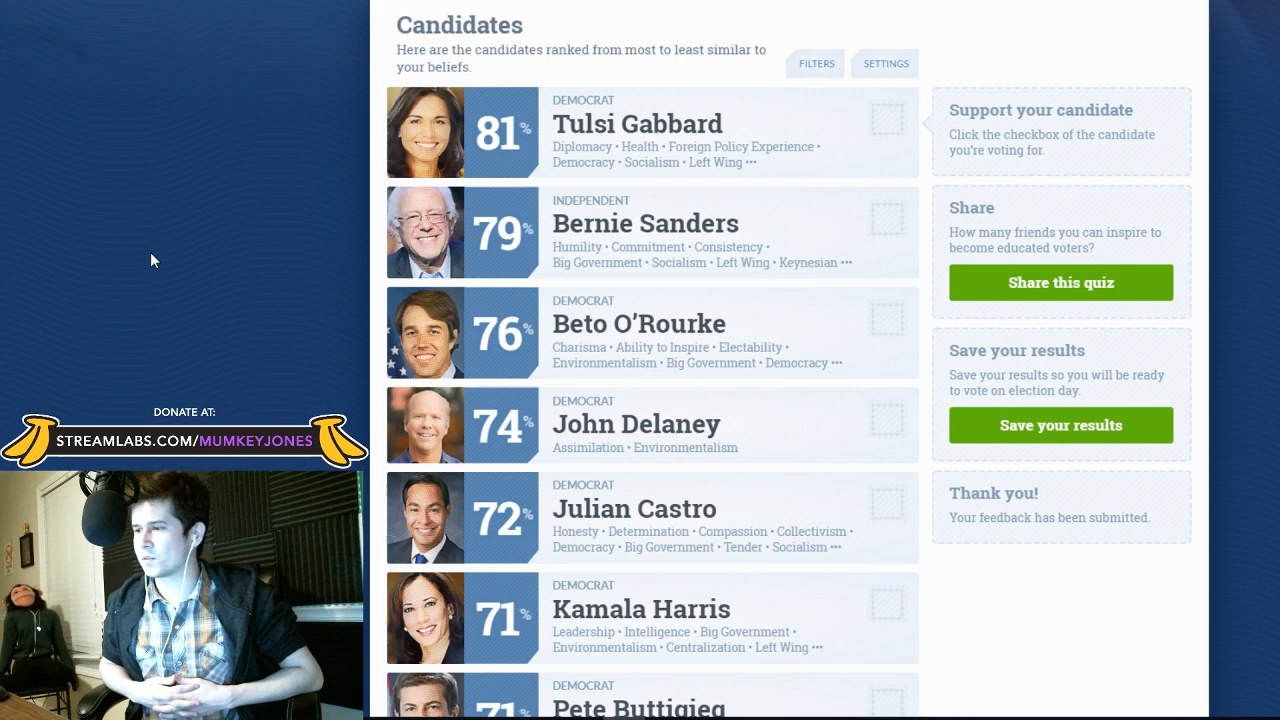 Candidates
Here are the candidates ranked from most to least similar to
your beliefs.
FILTERS
SETTINGS
81%
DEMOCRAT
Tulsi Gabbard
Diplomacy • Health • Foreign Policy Experience •
Democracy • Socialism • Left Wing •••
79%
INDEPENDENT
Bernie Sanders
Humility • Commitment • Consistency •
Big Government • Socialism • Left Wing • Keynesian •••
76%
DEMOCRAT
Beto O’Rourke
Charisma • Ability to Inspire • Electability •
Environmentalism • Big Government • Democracy •••
74%
DEMOCRAT
John Delaney
Assimilation • Environmentalism
72%
DEMOCRAT
Julian Castro
Honesty • Determination • Compassion • Collectivism •
Democracy • Big Government • Tender • Socialism •••
71%
DEMOCRAT
Kamala Harris
Leadership • Intelligence • Big Government •
Environmentalism • Centralization • Left Wing •••
71%
DEMOCRAT
Pete Buttigieg
Support your candidate
Click the checkbox of the candidate
you’re voting for.
Share
How many friends you can inspire to
become educated voters?
Share this quiz
Save your results
Save your results so you will be ready
to vote on election day.
Save your results
Thank you!
Your feedback has been submitted.
DONATE AT:
STREAMLABS.COM/MUMKEYJONES